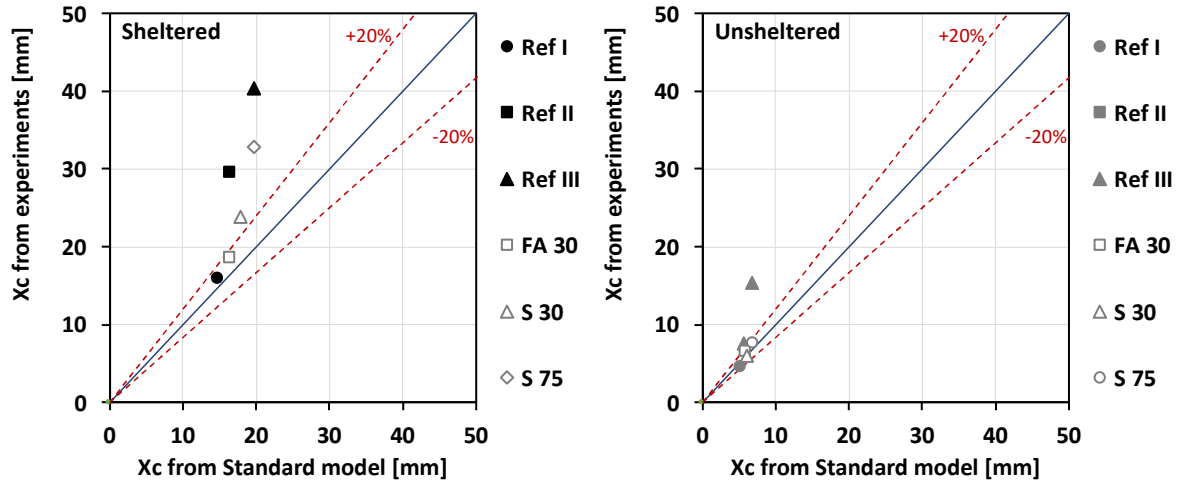 Sheltered
+20%
-20%
50
40
30
20
10
0
0 10 20 30 40 50
Xc from experiments [mm]
Xc from Standard model [mm]
Ref I
Ref II
Ref III
FA 30
S 30
S 75
Unsheltered
+20%
-20%
50
40
30
20
10
0
0 10 20 30 40 50
Xc from experiments [mm]
Xc from Standard model [mm]
Ref I
Ref II
Ref III
FA 30
S 30
S 75